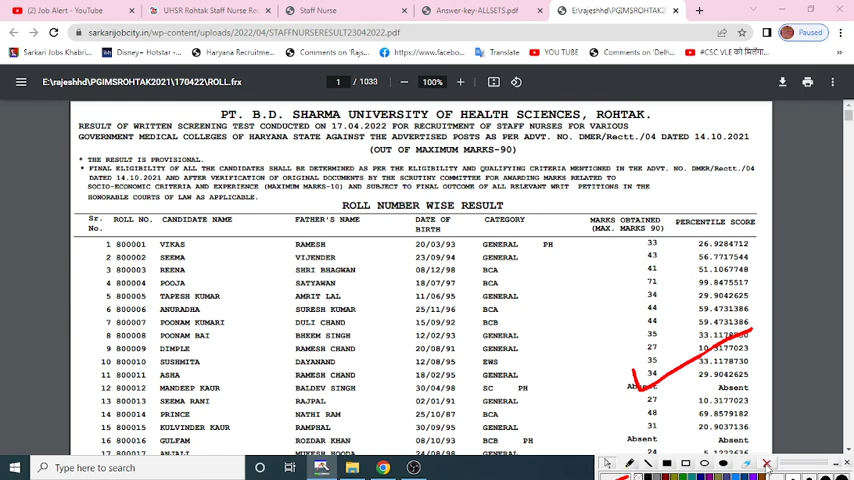 (2) Job Alert - YouTube
UHSR Rohtak Staff Nurse Re
Staff Nurse
Answer-key-ALLSETS.pdf
E:\rajeshhd\PGIMSROHTAK2
sarkarijobcity.in/wp-content/uploads/2022/04/STAFFNURSERESULT23042022.pdf
Paused
Sarkari Jobs Khabri...
Disney+ Hotstar -...
Haryana Recruitme...
Comments on 'Rajs...
Translate
YOU TUBE
Comments on 'Delh...
#CSC VLE को मिलेंगा...
E:\rajeshhd\PGIMSROHTAK2021\170422\ROLL.frx
1 / 1033
100%
PT. B.D. SHARMA UNIVERSITY OF HEALTH SCIENCES, ROHTAK.
RESULT OF WRITTEN SCREENING TEST CONDUCTED ON 17.04.2022 FOR RECRUITMENT OF STAFF NURSES FOR VARIOUS
GOVERNMENT MEDICAL COLLEGES OF HARYANA STATE AGAINST THE ADVERTISED POSTS AS PER ADVT. NO. DMER/Rectt./04 DATED 14.10.2021
(OUT OF MAXIMUM MARKS-90)
* THE RESULT IS PROVISIONAL.
* FINAL ELIGIBILITY OF ALL THE CANDIDATES SHALL BE DETERMINED AS PER THE ELIGIBILITY AND QUALIFYING CRITERIA MENTIONED IN THE ADVT. NO. DMER/Rectt./04
DATED 14.10.2021 AND AFTER VERIFICATION OF ORIGINAL DOCUMENTS BY THE SCRUTINY COMMITTEE FOR AWARDING MARKS RELATED TO
SOCIO-ECONOMIC CRITERIA AND EXPERIENCE (MAXIMUM MARKS-10) AND SUBJECT TO FINAL OUTCOME OF ALL RELEVANT WRIT PETITIONS IN THE
HONORABLE COURTS OF LAW AS APPLICABLE.
ROLL NUMBER WISE RESULT
Sr. No. ROLL NO. CANDIDATE NAME FATHER'S NAME DATE OF BIRTH CATEGORY MARKS OBTAINED (MAX. MARKS 90) PERCENTILE SCORE
1 800001 VIKAS RAMESH 20/03/93 GENERAL PH 33 26.9284712
2 800002 SEEMA VIJENDER 23/09/94 GENERAL 43 56.7717544
3 800003 REENA SHRI BHAGWAN 08/12/98 BCA 41 51.1067748
4 800004 POOJA SATYAWAN 18/07/97 BCA 71 99.8475517
5 800005 TAPESH KUMAR AMRIT LAL 11/06/95 GENERAL 34 29.9042625
6 800006 ANURADHA SURESH KUMAR 25/11/96 BCA 44 59.4731386
7 800007 POONAM KUMARI DULI CHAND 15/09/92 BCB 44 59.4731386
8 800008 POONAM BAI BHEEM SINGH 03/12/93 GENERAL 35 33.1178730
9 800009 DIMPLE RAMESH CHAND 20/08/91 GENERAL 27 10.3177023
10 800010 SUSHMITA DAYANAND 12/08/95 EWS 35 33.1178730
11 800011 ASHA RAMESH CHAND 18/02/95 GENERAL 34 29.9042625
12 800012 MANDEEP KAUR BALDEV SINGH 30/04/98 SC PH Absent Absent
13 800013 SEEMA RANI RAJPAL 02/01/91 GENERAL 27 10.3177023
14 800014 PRINCE NATHI RAM 25/10/87 BCA 48 69.8579182
15 800015 KULVINDER KAUR RAMPHAL 30/09/95 GENERAL 31 20.9037136
16 800016 GULFAM ROZDAR KHAN 08/10/93 BCB PH Absent Absent
17 800017 ANJALI MUKESH HOODA GENERAL 24
Type here to search